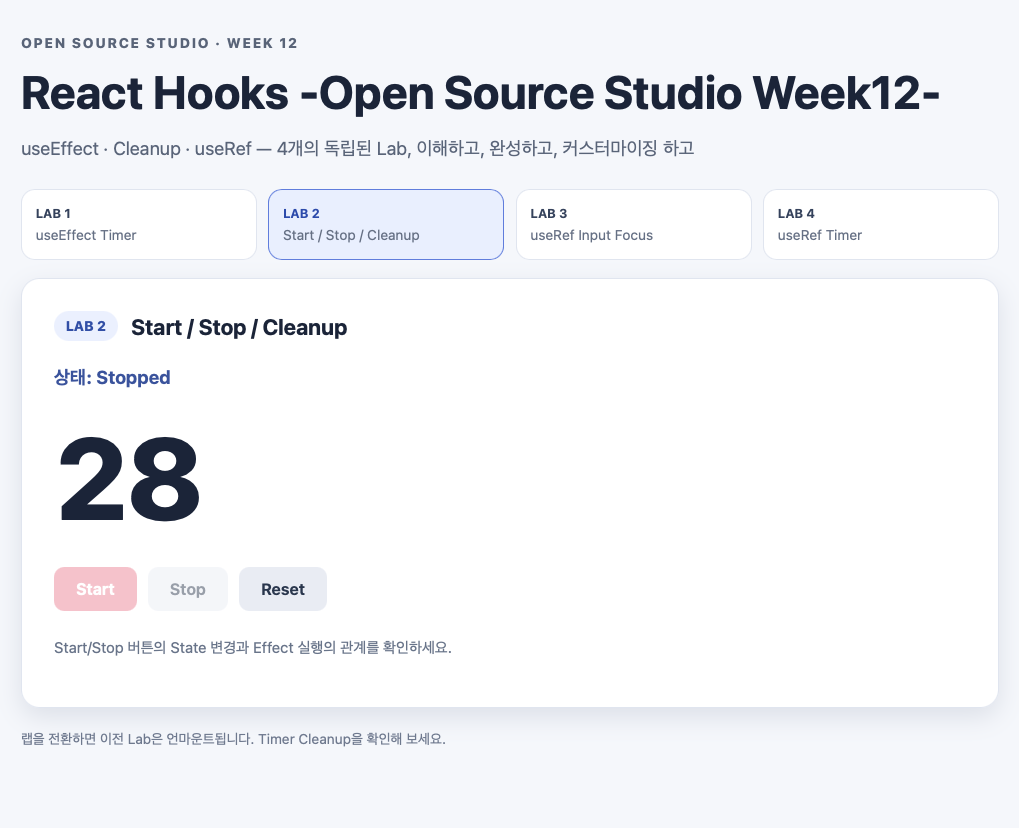 OPEN SOURCE STUDIO · WEEK 12
React Hooks -Open Source Studio Week12-
useEffect · Cleanup · useRef — 4개의 독립된 Lab, 이해하고, 완성하고, 커스터마이징 하고
LAB 1
useEffect Timer
LAB 2
Start / Stop / Cleanup
LAB 3
useRef Input Focus
LAB 4
useRef Timer
LAB 2 Start / Stop / Cleanup
상태: Stopped
28
Start Stop Reset
Start/Stop 버튼의 State 변경과 Effect 실행의 관계를 확인하세요.
랩을 전환하면 이전 Lab은 언마운트됩니다. Timer Cleanup을 확인해 보세요.